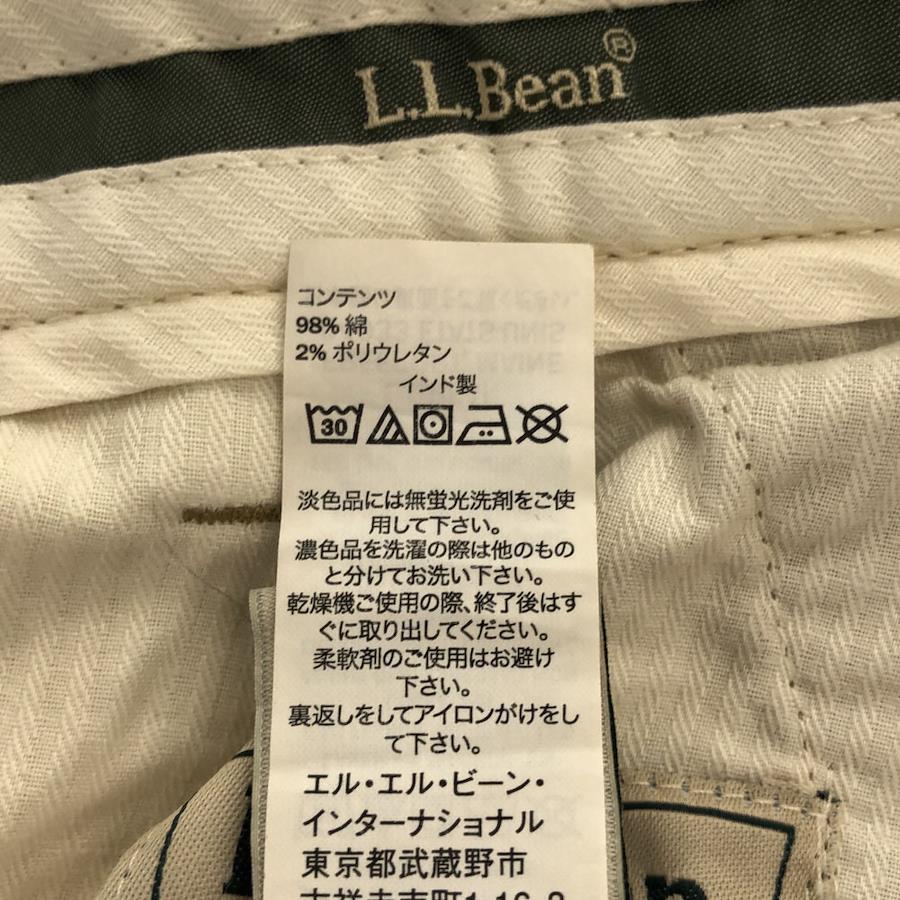 L.L.Bean®
コンテンツ
98% 綿
2% ポリウレタン
インド製
30
淡色品には無蛍光洗剤をご使
用して下さい。
濃色品を洗濯の際は他のもの
と分けてお洗い下さい。
乾燥機ご使用の際、終了後はす
ぐに取り出してください。
柔軟剤のご使用はお避け
下さい。
裏返しをしてアイロンがけをし
て下さい。
エル・エル・ビーン・
インターナショナル
東京都武蔵野市